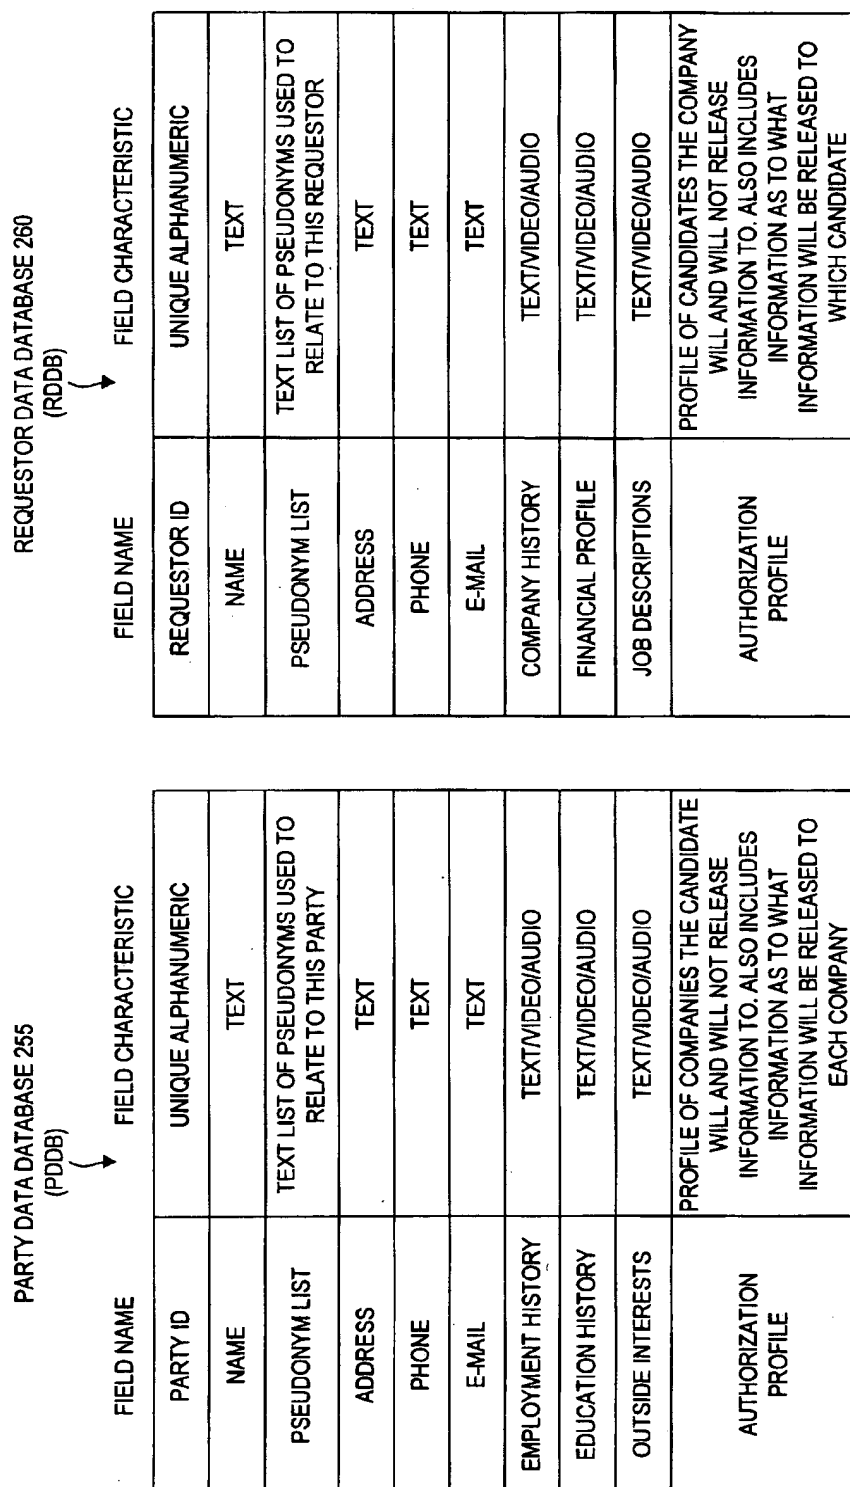 PARTY DATA DATABASE 255
(PDDB)
FIELD NAME
FIELD CHARACTERISTIC
PARTY ID
UNIQUE ALPHANUMERIC
NAME
TEXT
PSEUDONYM LIST
TEXT LIST OF PSEUDONYMS USED TO
RELATE TO THIS PARTY
ADDRESS
TEXT
PHONE
TEXT
E-MAIL
TEXT
EMPLOYMENT HISTORY
TEXT/VIDEO/AUDIO
EDUCATION HISTORY
TEXT/VIDEO/AUDIO
OUTSIDE INTERESTS
TEXT/VIDEO/AUDIO
AUTHORIZATION
PROFILE
PROFILE OF COMPANIES THE CANDIDATE
WILL AND WILL NOT RELEASE
INFORMATION TO. ALSO INCLUDES
INFORMATION AS TO WHAT
INFORMATION WILL BE RELEASED TO
EACH COMPANY
REQUESTOR DATA DATABASE 260
(RDDB)
FIELD NAME
FIELD CHARACTERISTIC
REQUESTOR ID
UNIQUE ALPHANUMERIC
NAME
TEXT
PSEUDONYM LIST
TEXT LIST OF PSEUDONYMS USED TO
RELATE TO THIS REQUESTOR
ADDRESS
TEXT
PHONE
TEXT
E-MAIL
TEXT
COMPANY HISTORY
TEXT/VIDEO/AUDIO
FINANCIAL PROFILE
TEXT/VIDEO/AUDIO
JOB DESCRIPTIONS
TEXT/VIDEO/AUDIO
AUTHORIZATION
PROFILE
PROFILE OF CANDIDATES THE COMPANY
WILL AND WILL NOT RELEASE
INFORMATION TO. ALSO INCLUDES
INFORMATION AS TO WHAT
INFORMATION WILL BE RELEASED TO
WHICH CANDIDATE